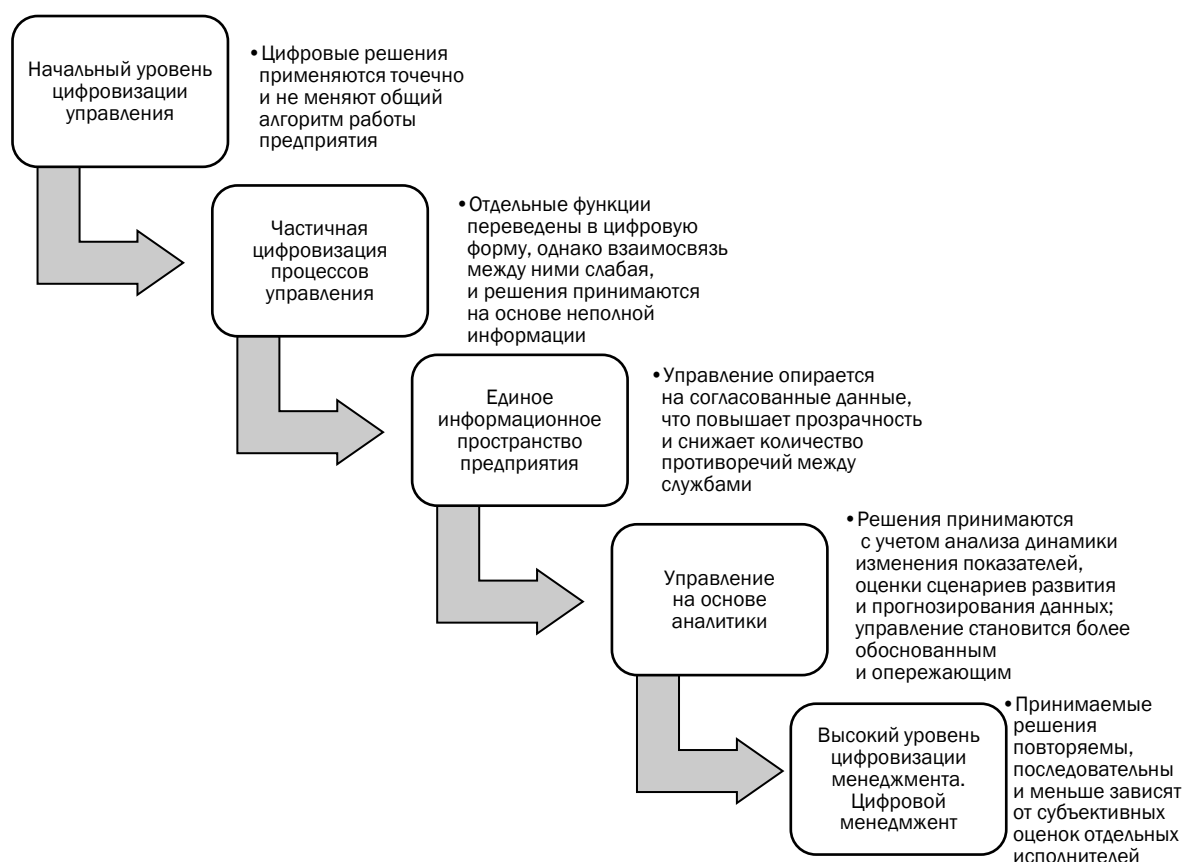 Начальный уровень
цифровизации
управления
•Цифровые решения
применяются точечно
и не меняют общий
алгоритм работы
предприятия
Частичная
цифровизация
процессов
управления
•Отдельные функции
переведены в цифровую
форму, однако взаимосвязь
между ними слабая,
и решения принимаются
на основе неполной
информации
Единое
информационное
пространство
предприятия
•Управление опирается
на согласованные данные,
что повышает прозрачность
и снижает количество
противоречий между
службами
Управление
на основе
аналитики
•Решения принимаются
с учетом анализа динамики
изменения показателей,
оценки сценариев развития
и прогнозирования данных;
управление становится более
обоснованным
и опережающим
Высокий уровень
цифровизации
менеджмента.
Цифровой
менедмжент
•Принимаемые
решения
повторяемы,
последовательны
и меньше зависят
от субъективных
оценок отдельных
исполнителей